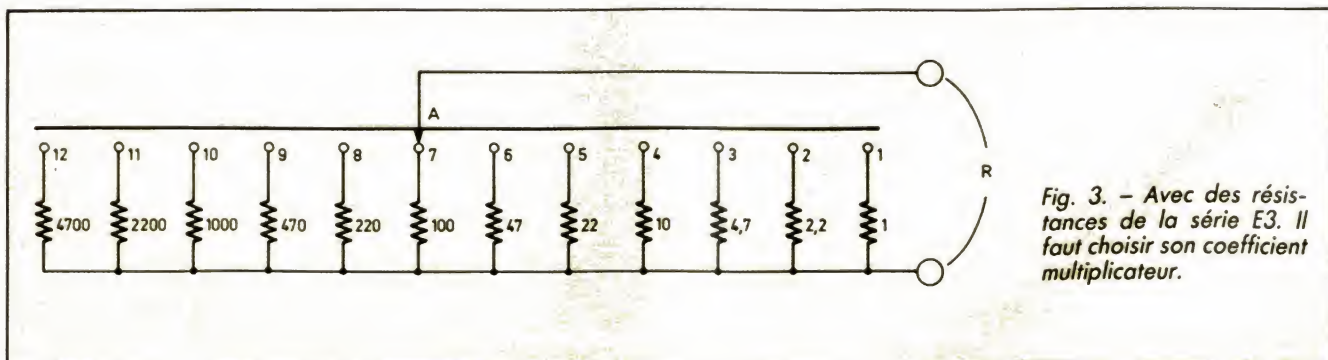 A
12 11 10 9 8 7 6 5 4 3 2 1
R
4700 2200 1000 470 220 100 47 22 10 4,7 2,2 1
Fig. 3. – Avec des résis-
tances de la série E3. Il
faut choisir son coefficient
multiplicateur.